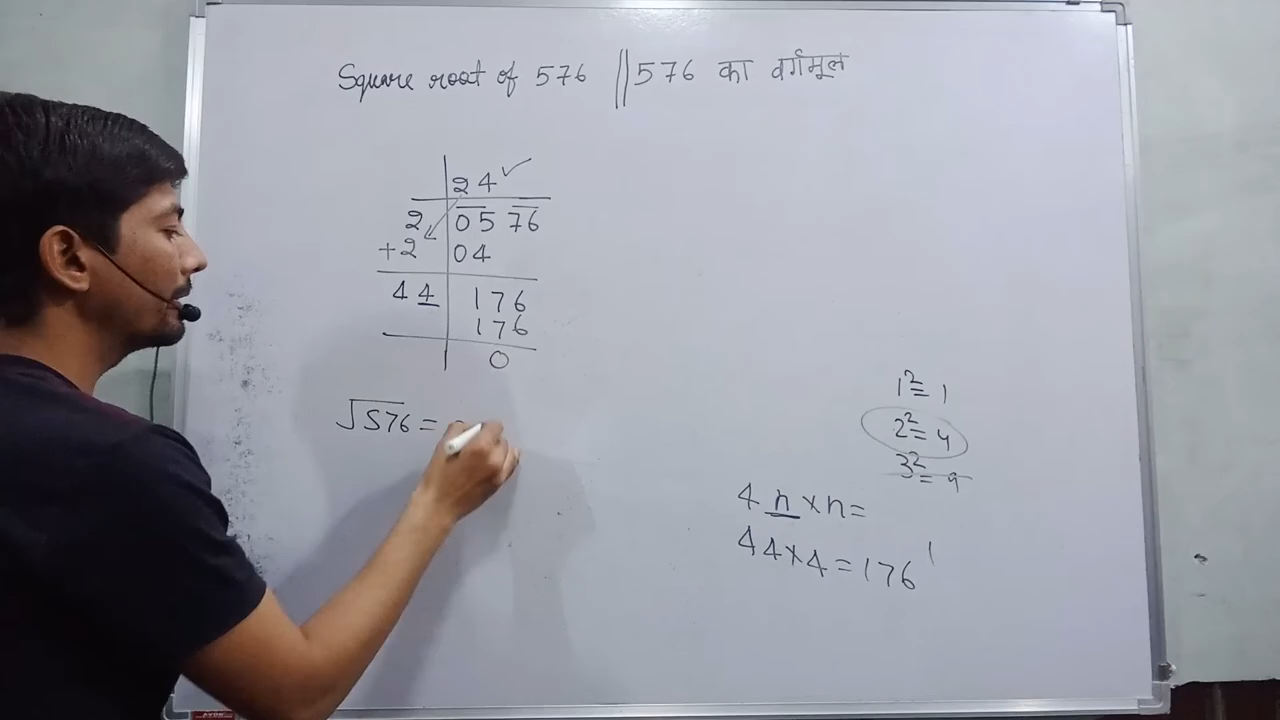 Square root of 576 || 576 का वर्गमूल
24 ✓
2 05 76
+2 04
44 176
176
0
√576 =
1² = 1
2² = 4
3² = 9
4 n × n =
44 × 4 = 176